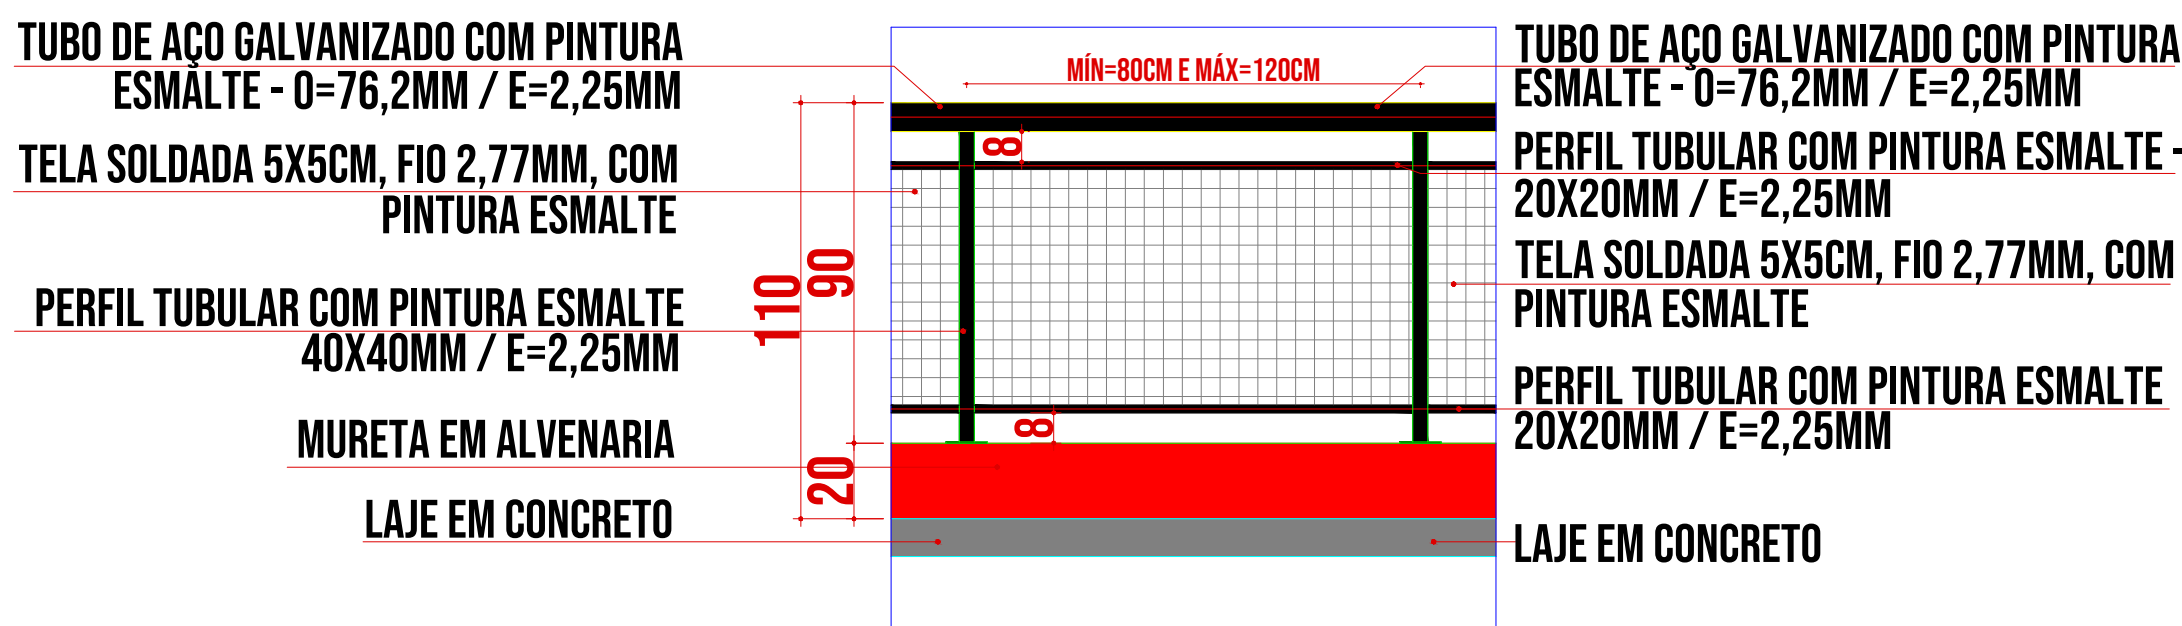 TUBO DE AÇO GALVANIZADO COM PINTURA
ESMALTE - O=76,2MM / E=2,25MM
TELA SOLDADA 5X5CM, FIO 2,77MM, COM
PINTURA ESMALTE
PERFIL TUBULAR COM PINTURA ESMALTE
40X40MM / E=2,25MM
MURETA EM ALVENARIA
LAJE EM CONCRETO
110
90
20
MÍN=80CM E MÁX=120CM
8
8
TUBO DE AÇO GALVANIZADO COM PINTURA
ESMALTE - O=76,2MM / E=2,25MM
PERFIL TUBULAR COM PINTURA ESMALTE -
20X20MM / E=2,25MM
TELA SOLDADA 5X5CM, FIO 2,77MM, COM
PINTURA ESMALTE
PERFIL TUBULAR COM PINTURA ESMALTE
20X20MM / E=2,25MM
LAJE EM CONCRETO